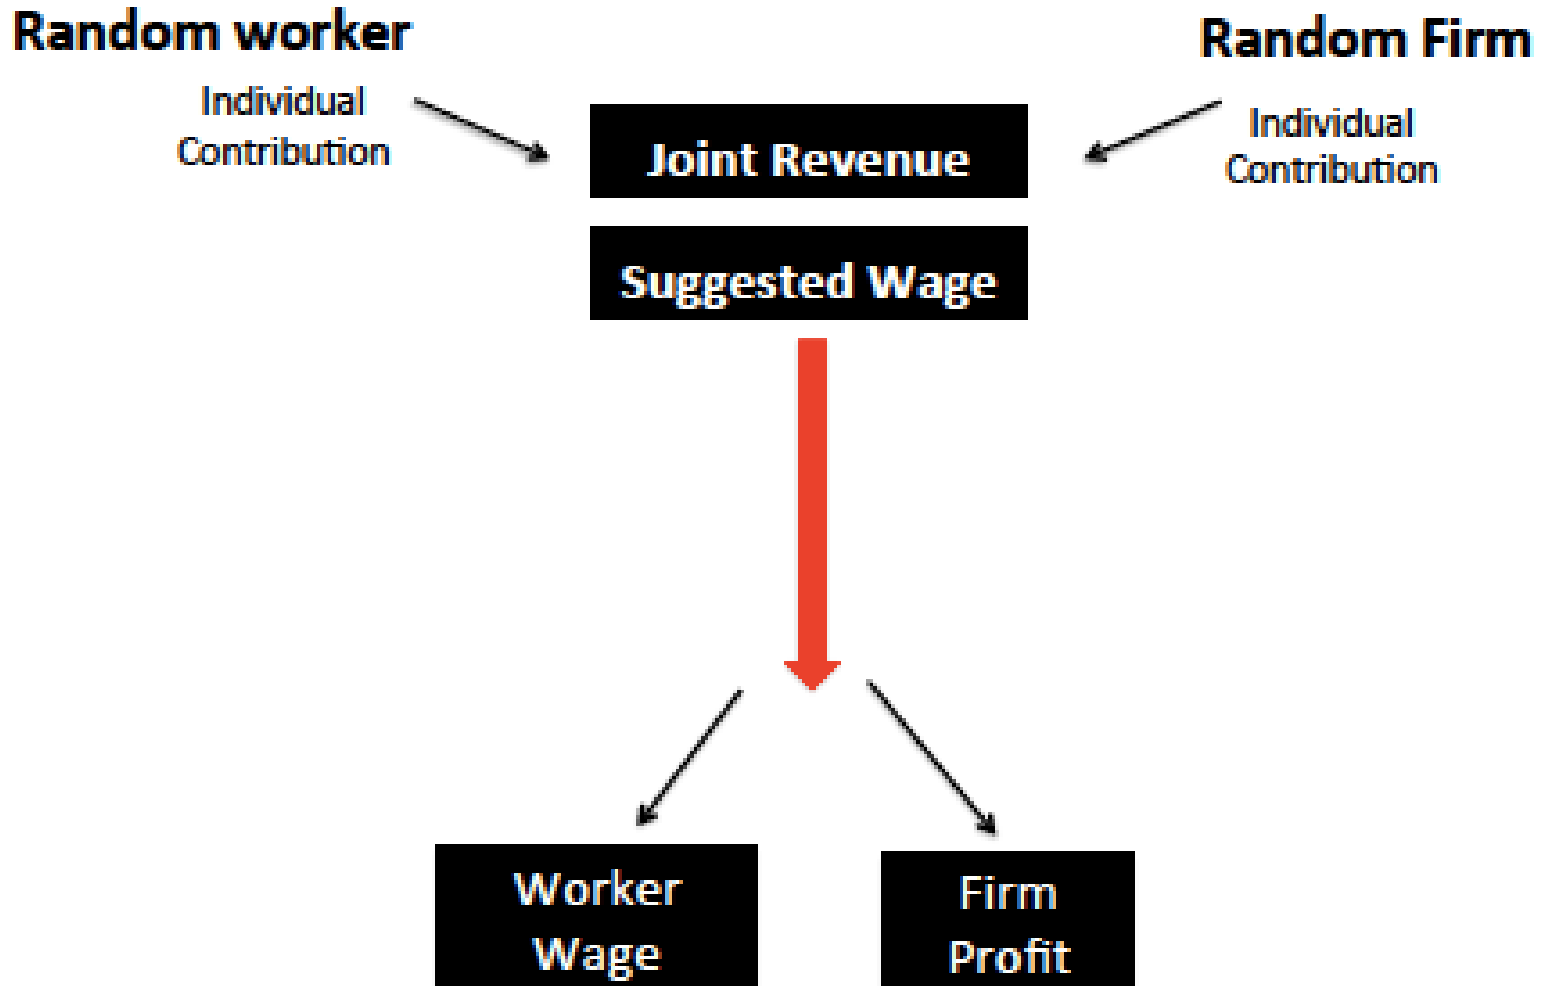 Random worker
Individual
Contribution
Random Firm
Individual
Contribution
Joint Revenue
Suggested Wage
Worker
Wage
Firm
Profit